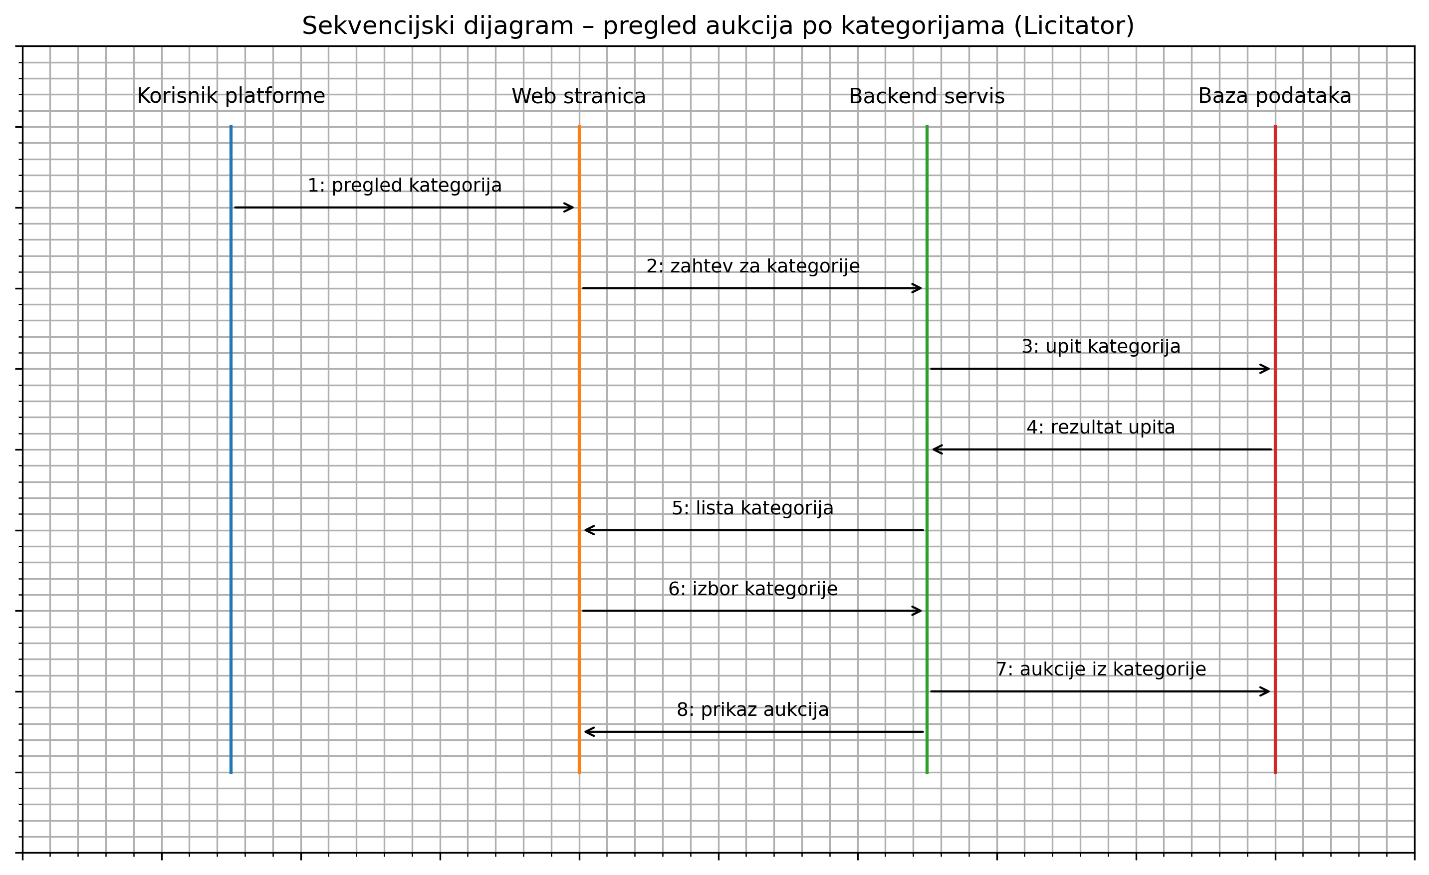 Sekvencijski dijagram – pregled aukcija po kategorijama (Licitator)
Korisnik platforme
Web stranica
Backend servis
Baza podataka
1: pregled kategorija
2: zahtev za kategorije
3: upit kategorija
4: rezultat upita
5: lista kategorija
6: izbor kategorije
7: aukcije iz kategorije
8: prikaz aukcija